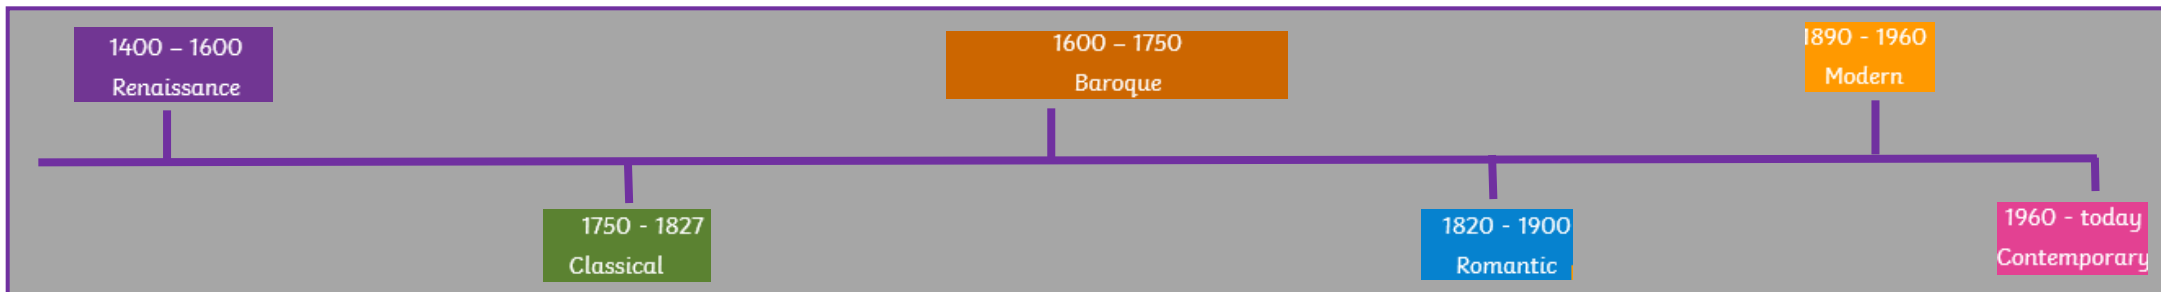 1400 – 1600
Renaissance
1750 - 1827
Classical
1600 – 1750
Baroque
1820 - 1900
Romantic
1890 - 1960
Modern
1960 - today
Contemporary